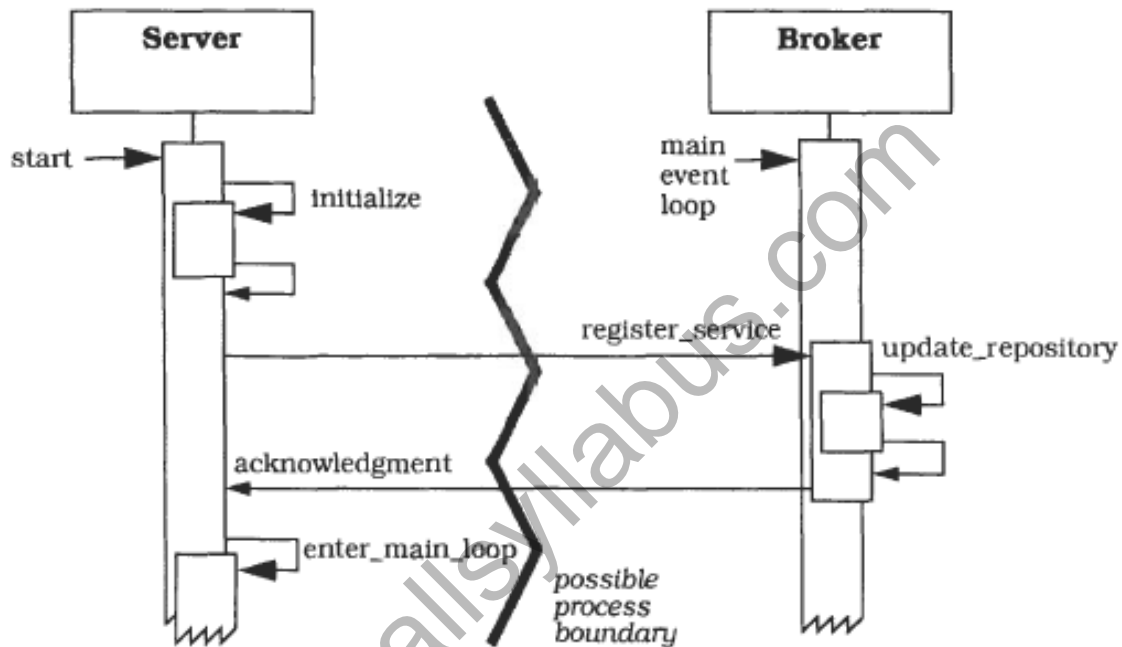 Server
Broker
start
main
event
loop
initialize
register_service
update_repository
acknowledgment
enter_main_loop
possible
process
boundary
allsyllabus.com